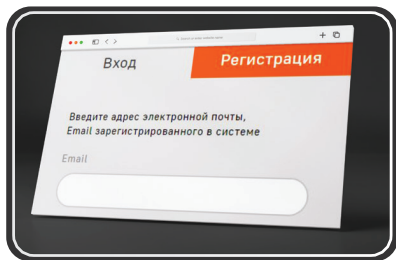 Вход
Регистрация
Введите адрес электронной почты,
Email зарегистрированного в системе
Email